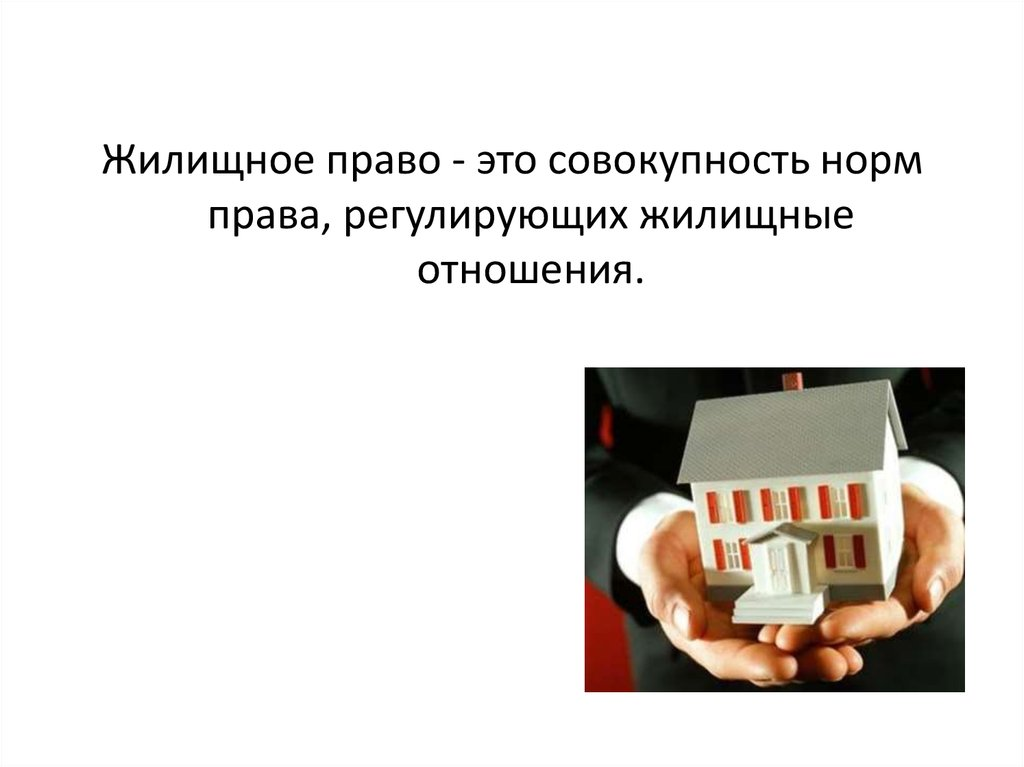 Жилищное право - это совокупность норм
права, регулирующих жилищные
отношения.